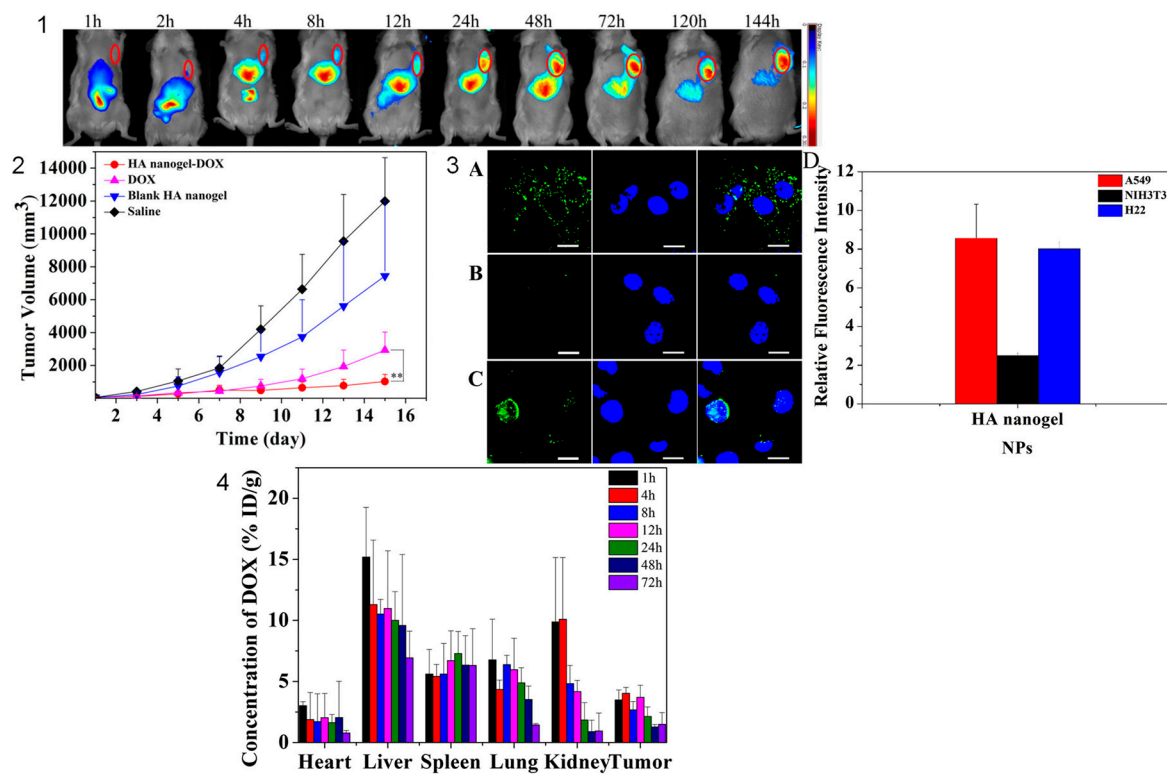 1
1h 2h 4h 8h 12h 24h 48h 72h 120h 144h
2
14000
12000
10000
8000
6000
4000
2000
Tumor Volume (mm³)
HA nanogel-DOX
DOX
Blank HA nanogel
Saline
**
2 4 6 8 10 12 14 16
Time (day)
3
A
B
C
D
12
10
8
6
4
2
0
Relative Fluorescence Intensity
A549
NIH3T3
H22
HA nanogel
NPs
4
20
15
10
5
0
Concentration of DOX (% ID/g)
1h
4h
8h
12h
24h
48h
72h
Heart Liver Spleen Lung Kidney Tumor